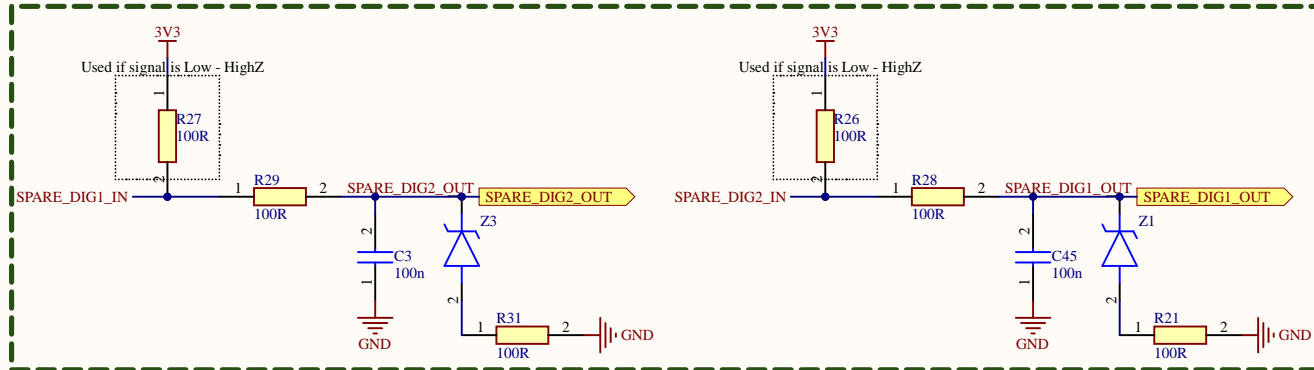 3V3
Used if signal is Low - HighZ
1
R27
100R
2
SPARE_DIG1_IN
1
R29
2
100R
SPARE_DIG2_OUT
SPARE_DIG2_OUT
2
C3
100n
1
GND
Z3
2
1
R31
2
100R
GND
3V3
Used if signal is Low - HighZ
1
R26
100R
2
SPARE_DIG2_IN
1
R28
2
100R
SPARE_DIG1_OUT
SPARE_DIG1_OUT
2
C45
100n
1
GND
Z1
2
1
R21
2
100R
GND